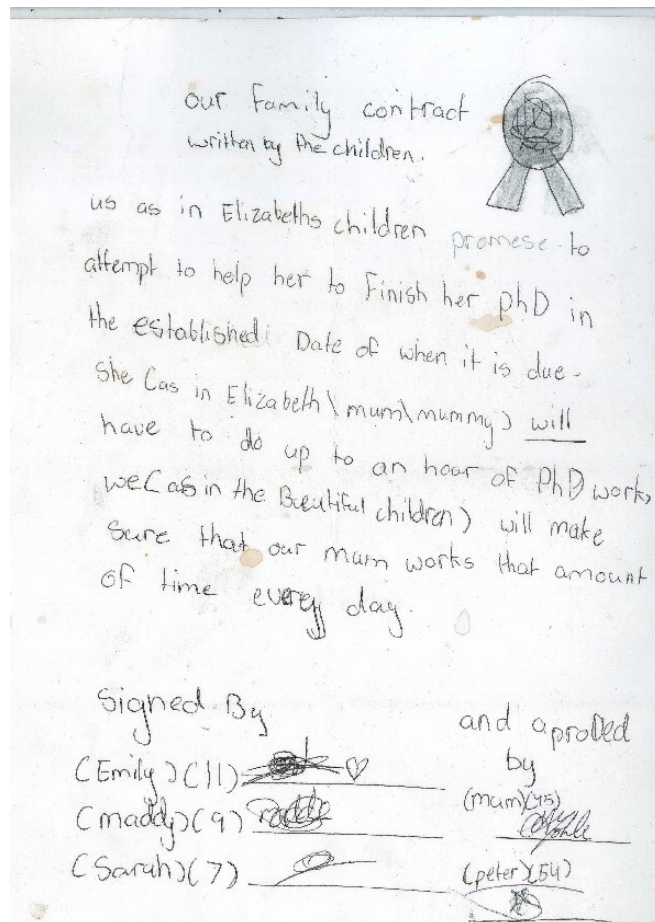 our Family contract
written by the children.
us as in Elizabeths children promese to
attempt to help her to Finish her phD in
the established Date of when it is due.
She (as in Elizabeth\mum\mummy) will
have to do up to an hour of PhD work,
we (as in the Beutiful children) will make
Sure that our mum works that amount
of time every day.
Signed By
(Emily)(11)
(maddy)(9)
(Sarah)(7)
and aproved
by
(mum)(45)
(peter)(54)